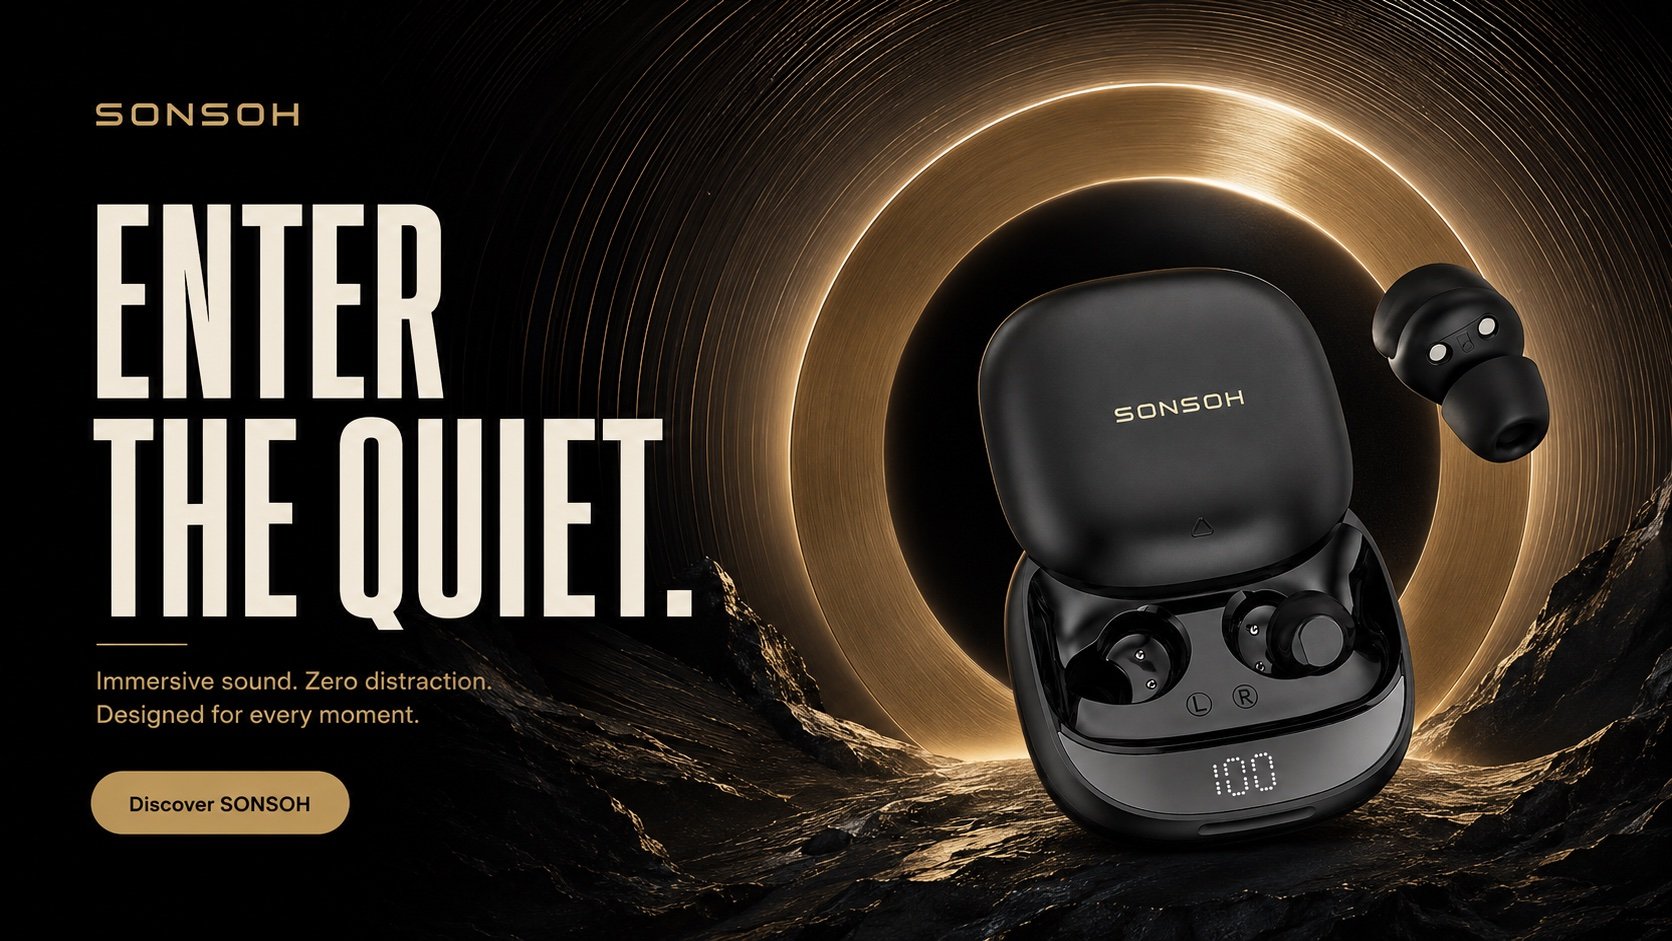 SONSOH
ENTER
THE QUIET.
Immersive sound. Zero distraction.
Designed for every moment.
Discover SONSOH
SONSOH
L R
100